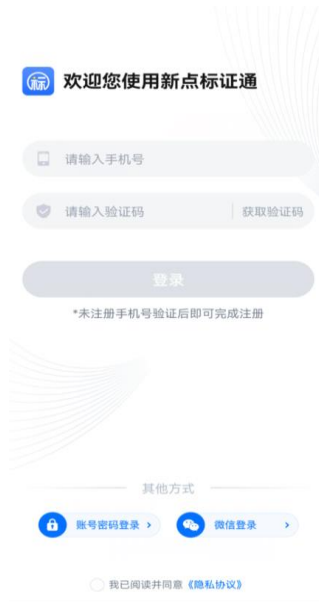 标
欢迎您使用新点标证通
请输入手机号
请输入验证码 获取验证码
登录
*未注册手机号验证后即可完成注册
其他方式
账号密码登录 › 微信登录 ›
我已阅读并同意《隐私协议》